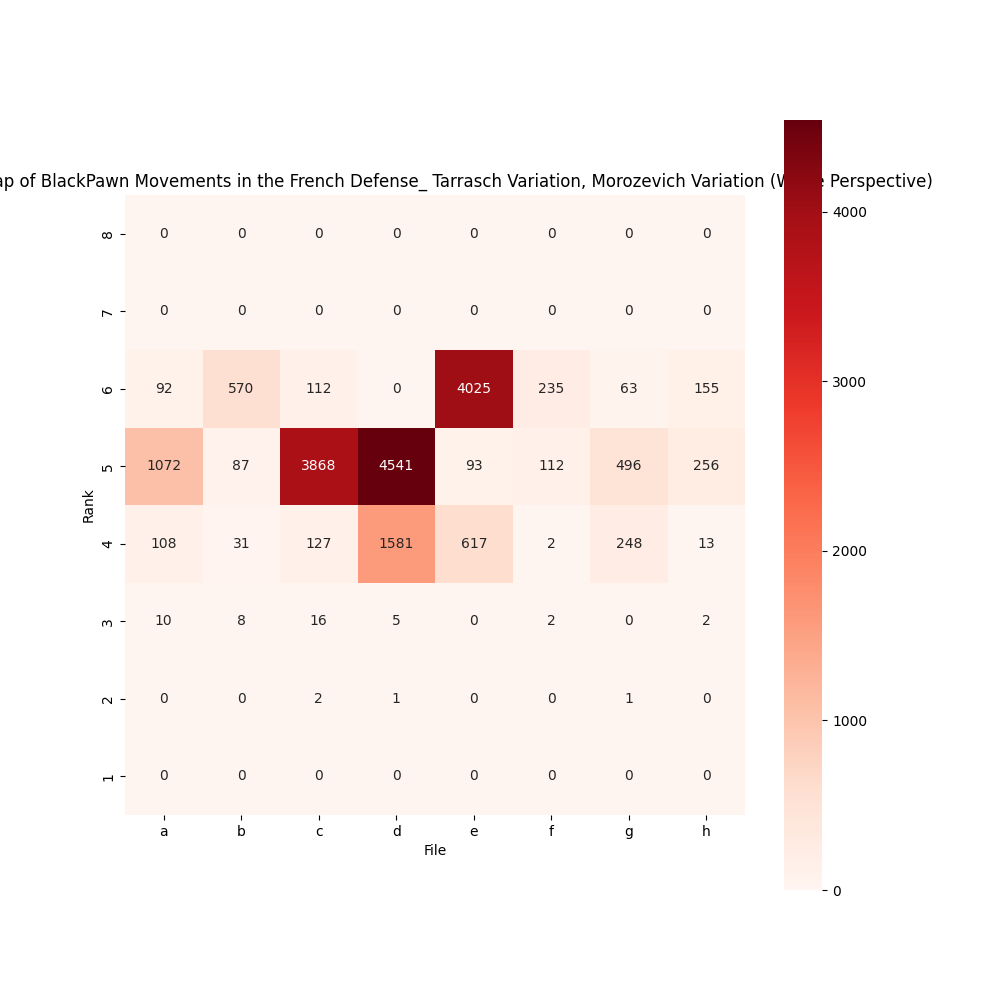 ap of BlackPawn Movements in the French Defense_ Tarrasch Variation, Morozevich Variation (W e Perspective)
8 0 0 0 0 0 0 0 0
7 0 0 0 0 0 0 0 0
6 92 570 112 0 4025 235 63 155
5 1072 87 3868 4541 93 112 496 256
4 108 31 127 1581 617 2 248 13
3 10 8 16 5 0 2 0 2
2 0 0 2 1 0 0 1 0
1 0 0 0 0 0 0 0 0
a b c d e f g h
File
Rank
4000
3000
2000
1000
0